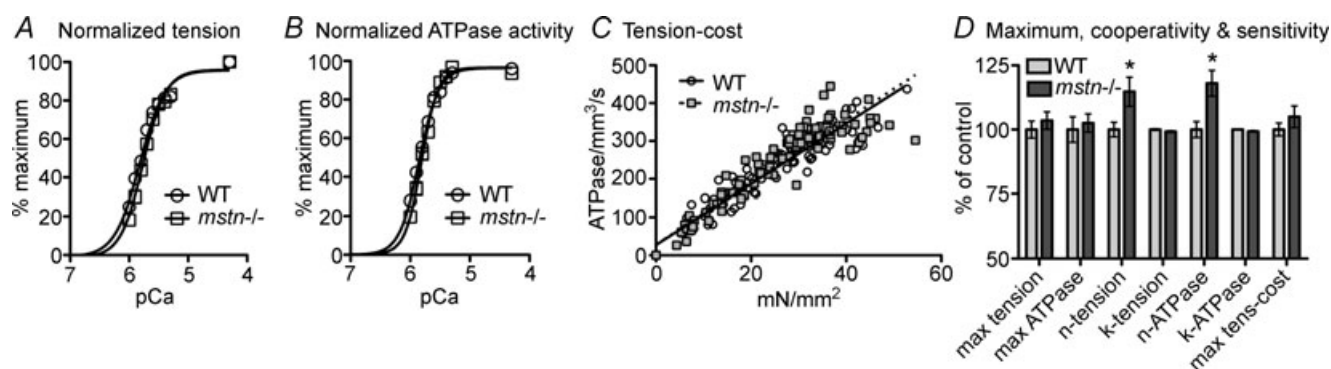 A Normalized tension
% maximum
100
80
60
40
20
0
7 6 5 4
pCa
WT
mstn-/-
B Normalized ATPase activity
% maximum
100
80
60
40
20
0
7 6 5 4
pCa
WT
mstn-/-
C Tension-cost
ATPase/mm³/s
500
400
300
200
100
0
0 20 40 60
mN/mm²
WT
mstn-/-
D Maximum, cooperativity & sensitivity
% of control
125
100
75
50
WT
mstn-/-
* *
max tension
max ATPase
n-tension
k-tension
n-ATPase
k-ATPase
max tens-cost